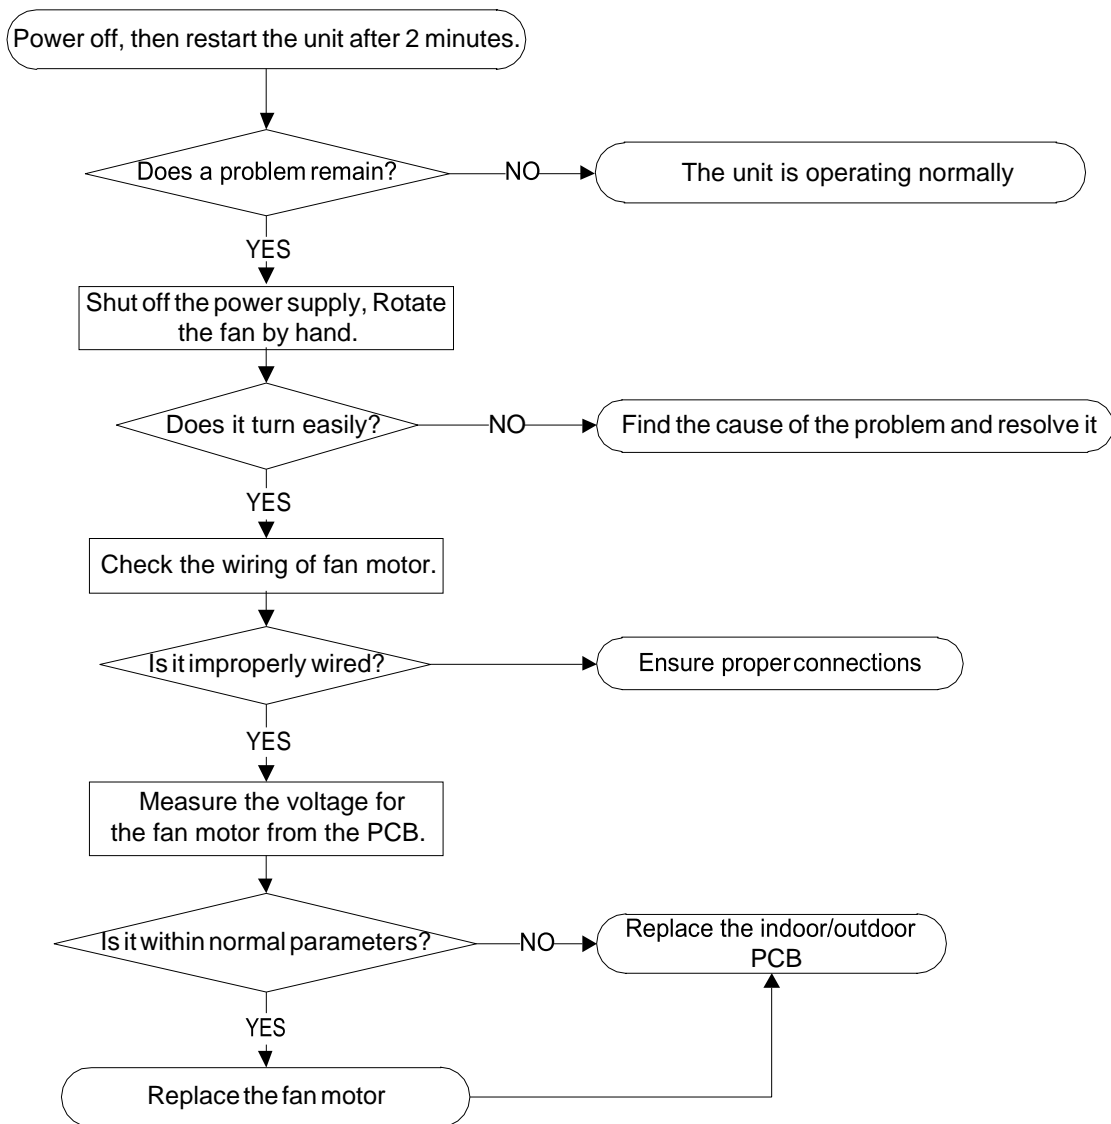 Power off, then restart the unit after 2 minutes.
Does a problem remain?
NO
The unit is operating normally
YES
Shut off the power supply, Rotate
the fan by hand.
Does it turn easily?
NO
Find the cause of the problem and resolve it
YES
Check the wiring of fan motor.
Is it improperly wired?
Ensure proper connections
YES
Measure the voltage for
the fan motor from the PCB.
Is it within normal parameters?
NO
Replace the indoor/outdoor
PCB
YES
Replace the fan motor